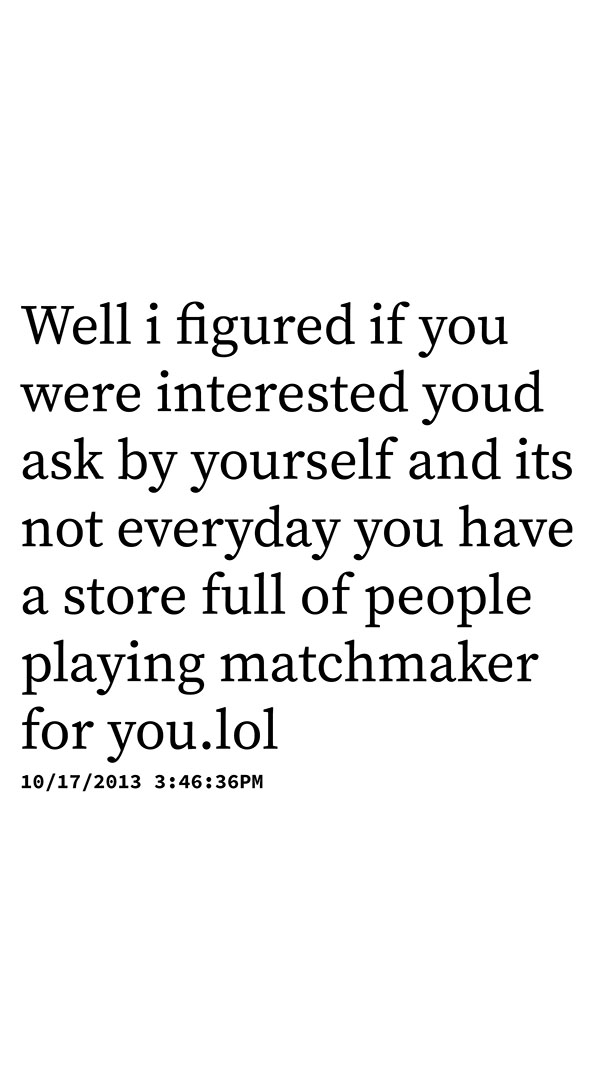 Well i figured if you
were interested youd
ask by yourself and its
not everyday you have
a store full of people
playing matchmaker
for you.lol
10/17/2013 3:46:36PM